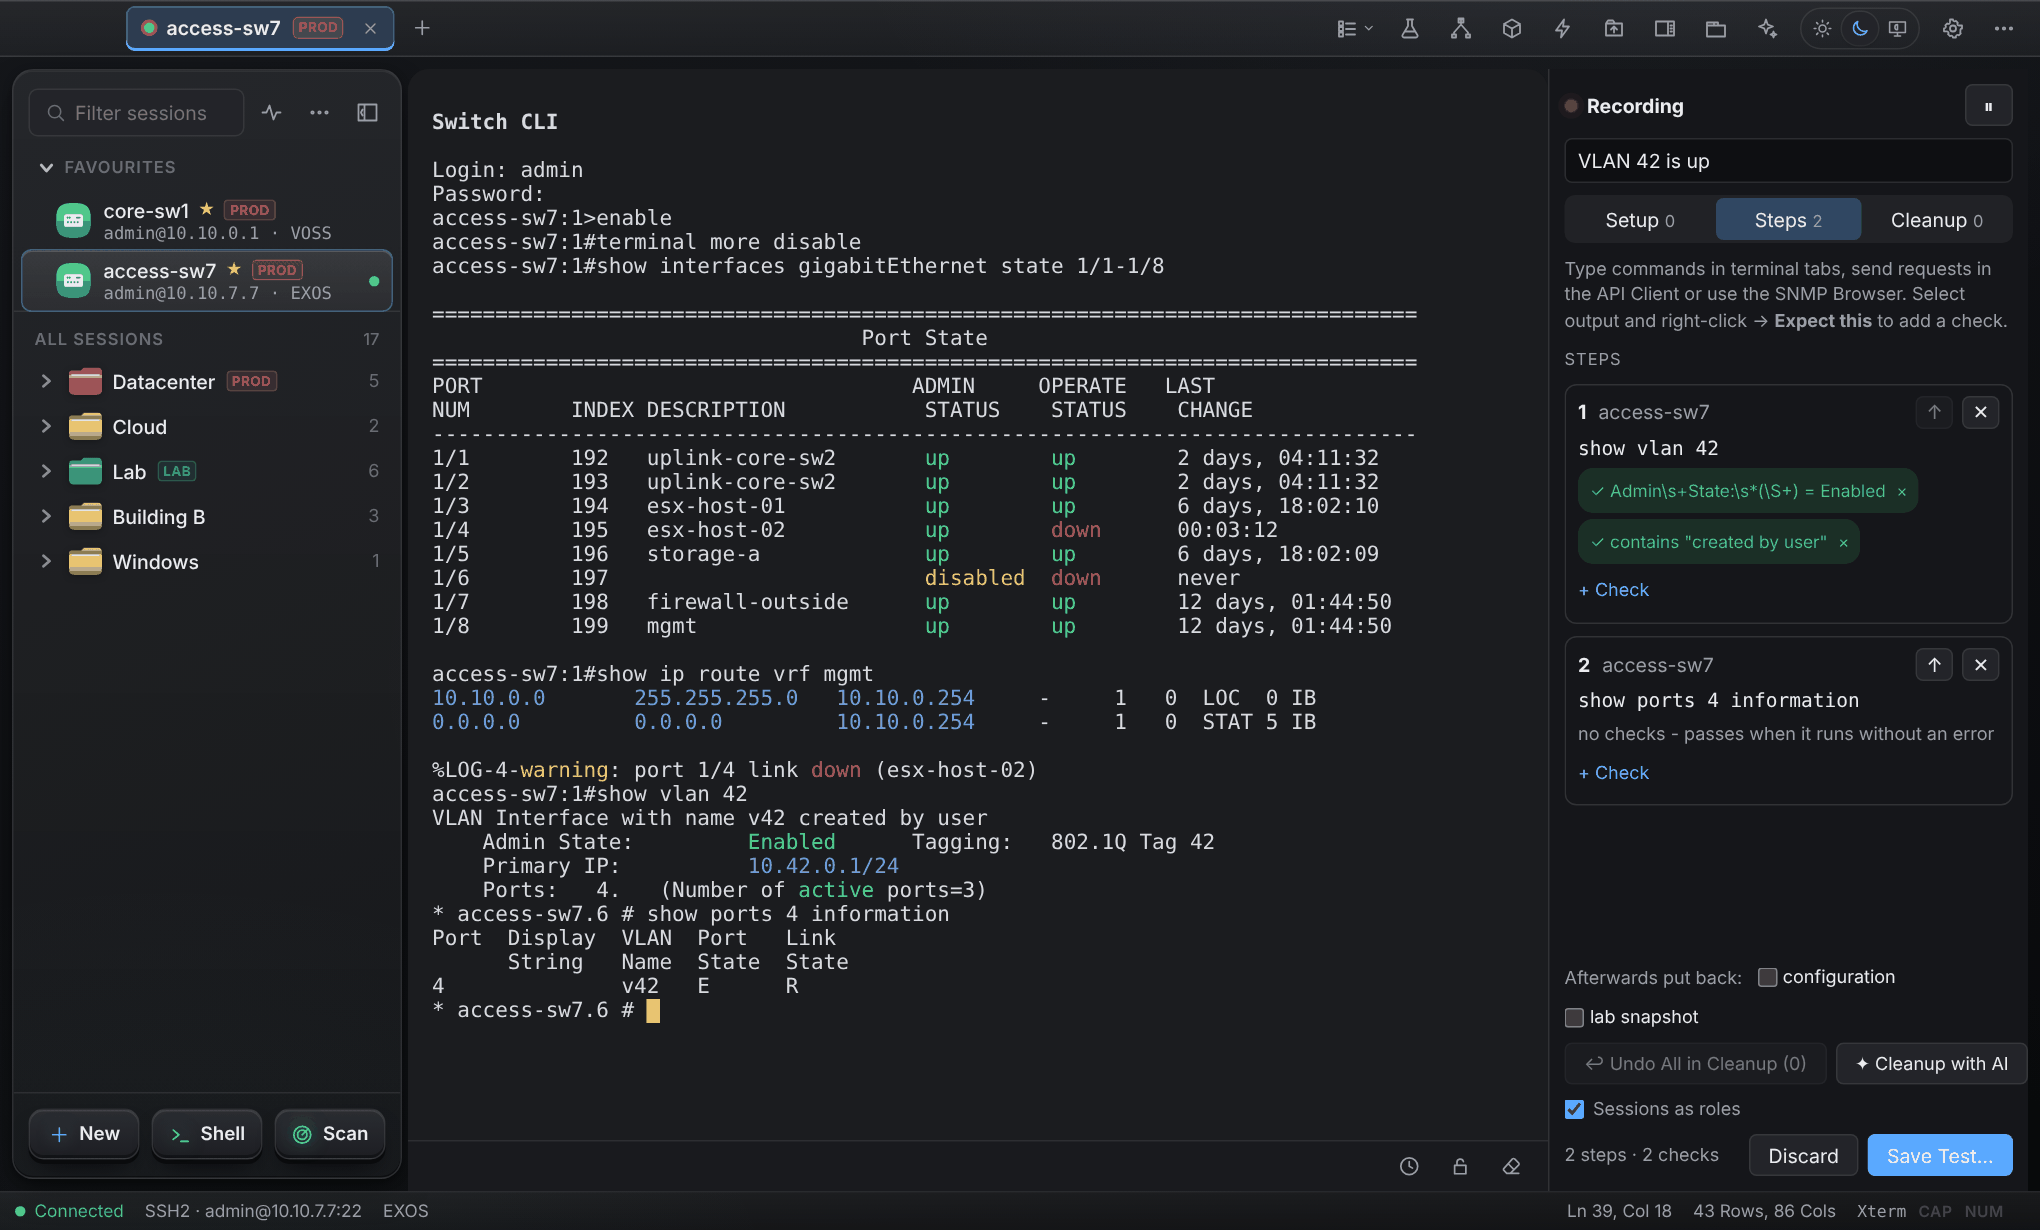 access-sw7 PROD × +
Filter sessions
FAVOURITES
core-sw1 ★ PROD
admin@10.10.0.1 · VOSS
access-sw7 ★ PROD
admin@10.10.7.7 · EXOS
ALL SESSIONS 17
Datacenter PROD 5
Cloud 2
Lab LAB 6
Building B 3
Windows 1
+ New
>_ Shell
Scan
Switch CLI
Login: admin
Password:
access-sw7:1>enable
access-sw7:1#terminal more disable
access-sw7:1#show interfaces gigabitEthernet state 1/1-1/8
==============================================================================
Port State
==============================================================================
PORT ADMIN OPERATE LAST
NUM INDEX DESCRIPTION STATUS STATUS CHANGE
------------------------------------------------------------------------------
1/1 192 uplink-core-sw2 up up 2 days, 04:11:32
1/2 193 uplink-core-sw2 up up 2 days, 04:11:32
1/3 194 esx-host-01 up up 6 days, 18:02:10
1/4 195 esx-host-02 up down 00:03:12
1/5 196 storage-a up up 6 days, 18:02:09
1/6 197 disabled down never
1/7 198 firewall-outside up up 12 days, 01:44:50
1/8 199 mgmt up up 12 days, 01:44:50
access-sw7:1#show ip route vrf mgmt
10.10.0.0 255.255.255.0 10.10.0.254 - 1 0 LOC 0 IB
0.0.0.0 0.0.0.0 10.10.0.254 - 1 0 STAT 5 IB
%LOG-4-warning: port 1/4 link down (esx-host-02)
access-sw7:1#show vlan 42
VLAN Interface with name v42 created by user
Admin State: Enabled Tagging: 802.1Q Tag 42
Primary IP: 10.42.0.1/24
Ports: 4. (Number of active ports=3)
* access-sw7.6 # show ports 4 information
Port Display VLAN Port Link
String Name State State
4 v42 E R
* access-sw7.6 #
Recording
VLAN 42 is up
Setup 0 Steps 2 Cleanup 0
Type commands in terminal tabs, send requests in
the API Client or use the SNMP Browser. Select
output and right-click → Expect this to add a check.
STEPS
1 access-sw7 ↑ ×
show vlan 42
✓ Admin\s+State:\s*(\S+) = Enabled ×
✓ contains "created by user" ×
+ Check
2 access-sw7 ↑ ×
show ports 4 information
no checks - passes when it runs without an error
+ Check
Afterwards put back: configuration
lab snapshot
↩ Undo All in Cleanup (0) ✦ Cleanup with AI
Sessions as roles
2 steps · 2 checks Discard Save Test...
Connected SSH2 · admin@10.10.7.7:22 EXOS
Ln 39, Col 18 43 Rows, 86 Cols Xterm CAP NUM